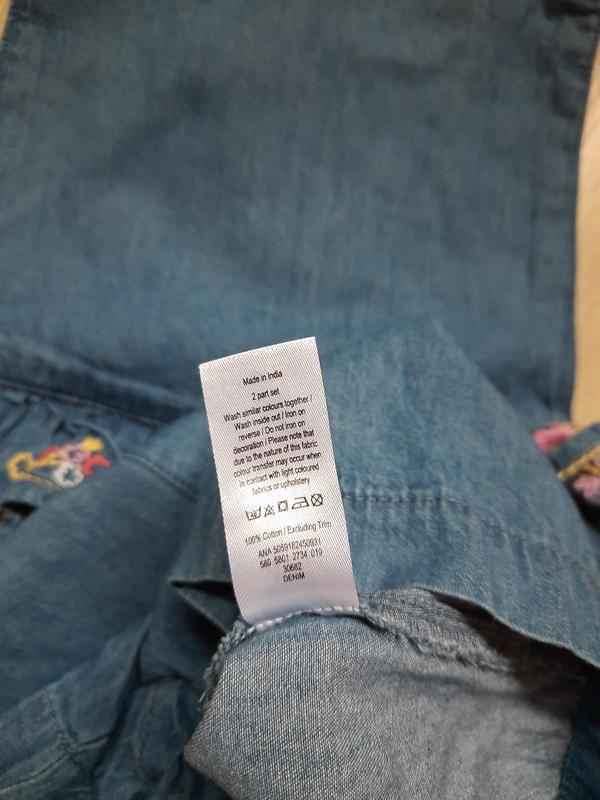 Made in India
2 part set
Wash similar colours together /
Wash inside out / Iron on
reverse / Do not iron on
decoration / Please note that
due to the nature of this fabric
colour transfer may occur when
in contact with light coloured
fabrics or upholstery
100% Cotton / Excluding Trim
ANA 5059182450931
580 5801 2734 019
30682
DENIM